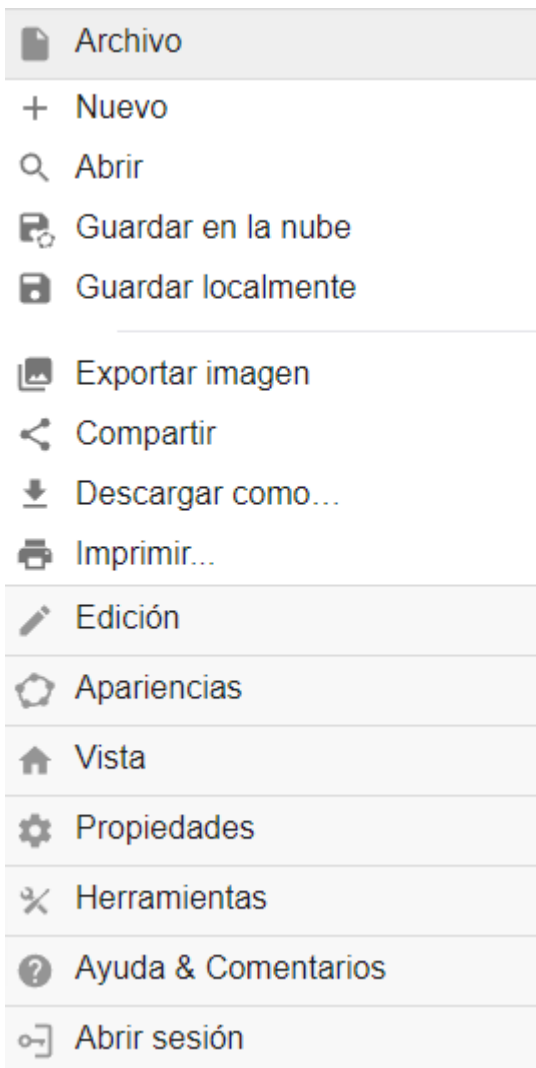 Archivo
Nuevo
Abrir
Guardar en la nube
Guardar localmente
Exportar imagen
Compartir
Descargar como...
Imprimir...
Edición
Apariencias
Vista
Propiedades
Herramientas
Ayuda & Comentarios
Abrir sesión